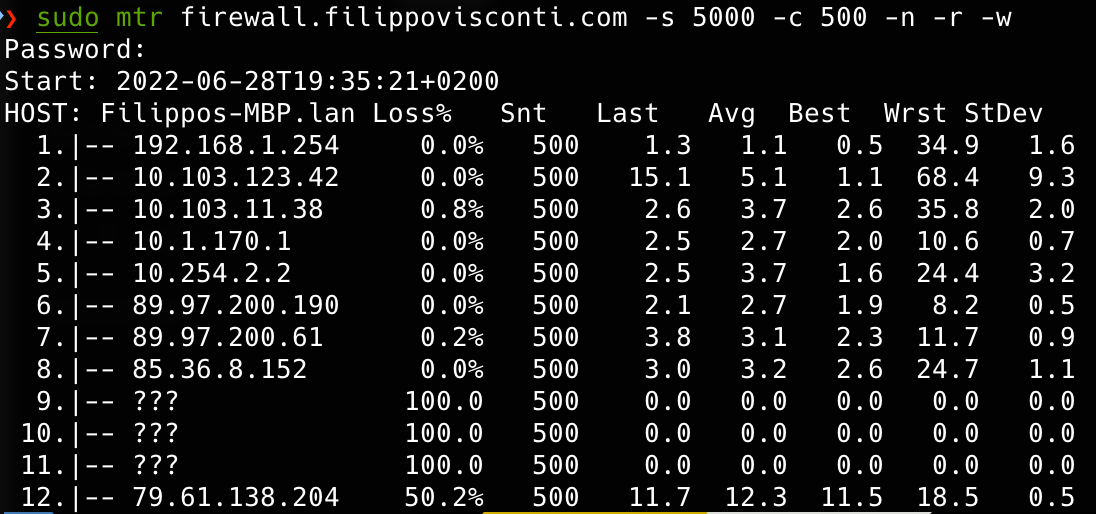 ❯ sudo mtr firewall.filippovisconti.com -s 5000 -c 500 -n -r -w
Password:
Start: 2022-06-28T19:35:21+0200
HOST: Filippos-MBP.lan Loss%   Snt   Last   Avg  Best  Wrst StDev
  1.|-- 192.168.1.254     0.0%   500    1.3   1.1   0.5  34.9   1.6
  2.|-- 10.103.123.42     0.0%   500   15.1   5.1   1.1  68.4   9.3
  3.|-- 10.103.11.38      0.8%   500    2.6   3.7   2.6  35.8   2.0
  4.|-- 10.1.170.1        0.0%   500    2.5   2.7   2.0  10.6   0.7
  5.|-- 10.254.2.2        0.0%   500    2.5   3.7   1.6  24.4   3.2
  6.|-- 89.97.200.190     0.0%   500    2.1   2.7   1.9   8.2   0.5
  7.|-- 89.97.200.61      0.2%   500    3.8   3.1   2.3  11.7   0.9
  8.|-- 85.36.8.152       0.0%   500    3.0   3.2   2.6  24.7   1.1
  9.|-- ???              100.0   500    0.0   0.0   0.0   0.0   0.0
 10.|-- ???              100.0   500    0.0   0.0   0.0   0.0   0.0
 11.|-- ???              100.0   500    0.0   0.0   0.0   0.0   0.0
 12.|-- 79.61.138.204    50.2%   500   11.7  12.3  11.5  18.5   0.5